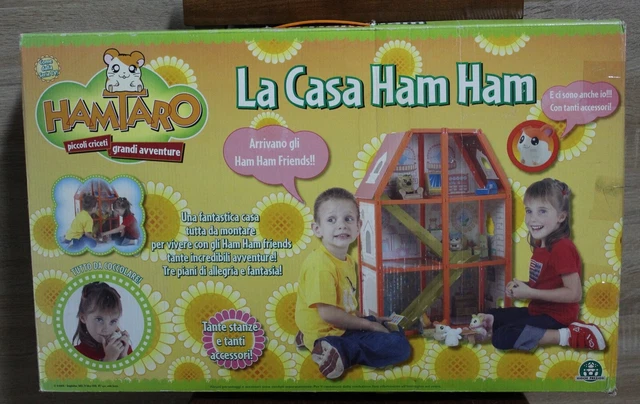 HAMTARO
piccoli criceti
grandi avventure
La Casa Ham Ham
E ci sono anche io!!!
Con tanti accessori!
Arrivano gli
Ham Ham Friends!!
Una fantastica casa
tutta da montare
per vivere con gli Ham Ham friends
tante incredibili avventure!
Tre piani di allegria e fantasia!
TUTTO DA COCCOLARE!
Tante stanze
e tanti
accessori!